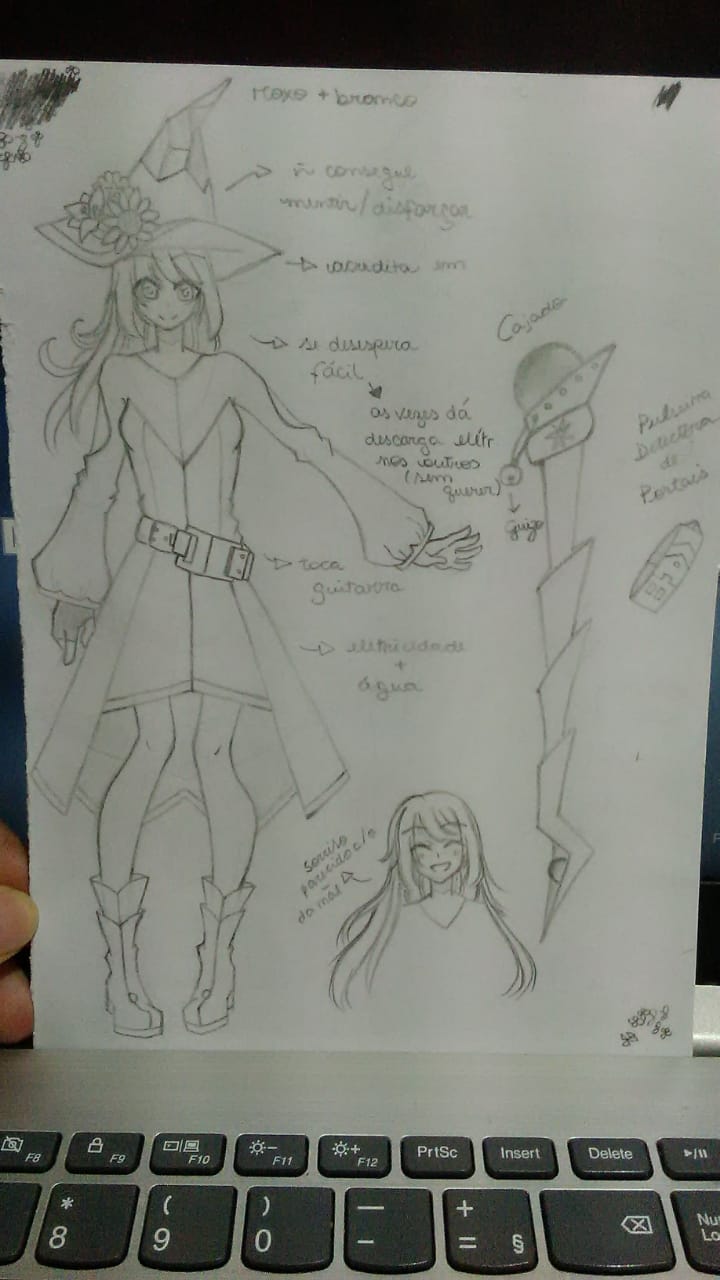 roxo + branco
ñ consegue
mentir/disfarçar
acredita em
se desespera
fácil
as vezes dá
descarga elétr
nos outros
(sem
querer)
toca
guitarra
eletricidade
+
água
Cajado
guizo
Pulseira
Detectora
de
Portais
sorriso
parecido c/o
da mãe
F8
F9
F10
F11
F12
PrtSc
Insert
Delete
*
8
(
9
)
0
—
-
+
=
§
Nu
Lo